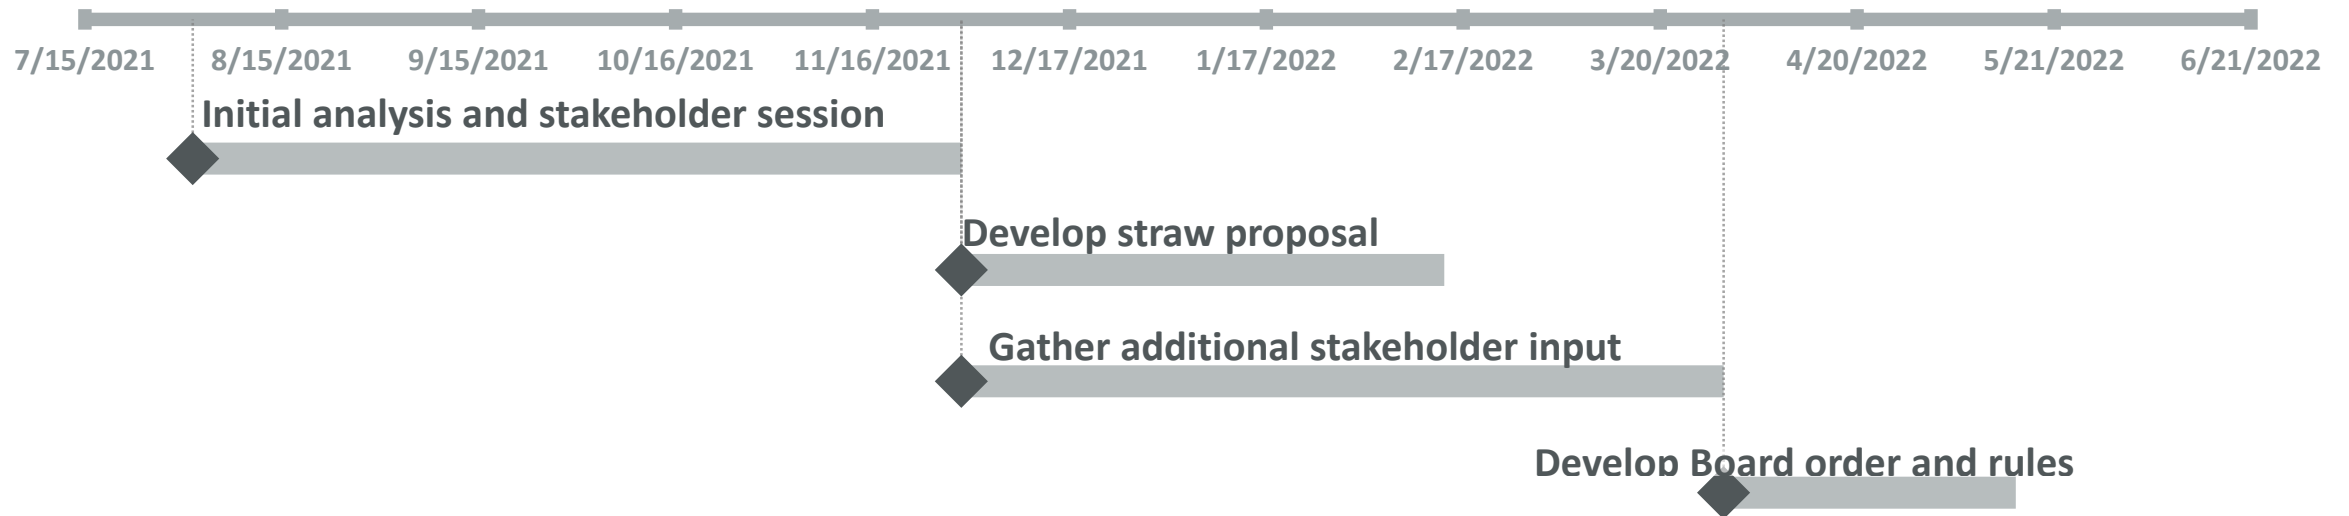 7/15/2021 8/15/2021 9/15/2021 10/16/2021 11/16/2021 12/17/2021 1/17/2022 2/17/2022 3/20/2022 4/20/2022 5/21/2022 6/21/2022
Initial analysis and stakeholder session
Develop straw proposal
Gather additional stakeholder input
Develop Board order and rules